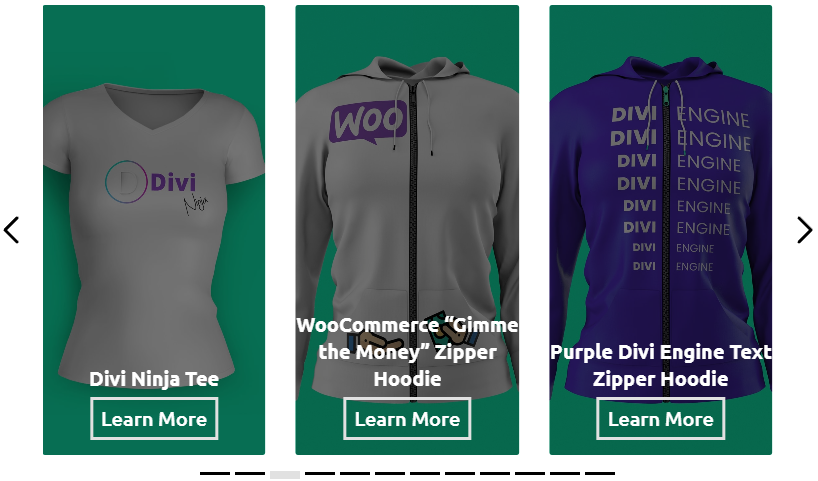 Divi
Ninja
Divi Ninja Tee
Learn More
WOO
WooCommerce “Gimme
the Money” Zipper
Hoodie
Learn More
DIVI ENGINE
DIVI ENGINE
DIVI ENGINE
DIVI ENGINE
DIVI ENGINE
DIVI ENGINE
DIVI ENGINE
DIVI ENGINE
Purple Divi Engine Text
Zipper Hoodie
Learn More